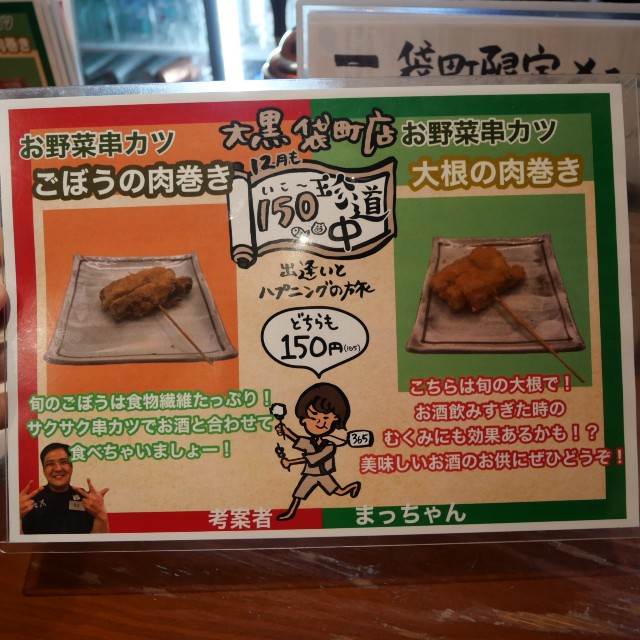 袋町限定
大黒 袋町店
お野菜串カツ
ごぼうの肉巻き
お野菜串カツ
大根の肉巻き
12月も
150
珍道中
出逢いと
ハプニングの旅
どちらも
150円(165)
旬のごぼうは食物繊維たっぷり！
サクサク串カツでお酒と合わせて
食べちゃいましょー！
こちらは旬の大根で！
お酒飲みすぎた時の
むくみにも効果あるかも！？
美味しいお酒のお供にぜひどうぞ！
365
考案者 まっちゃん